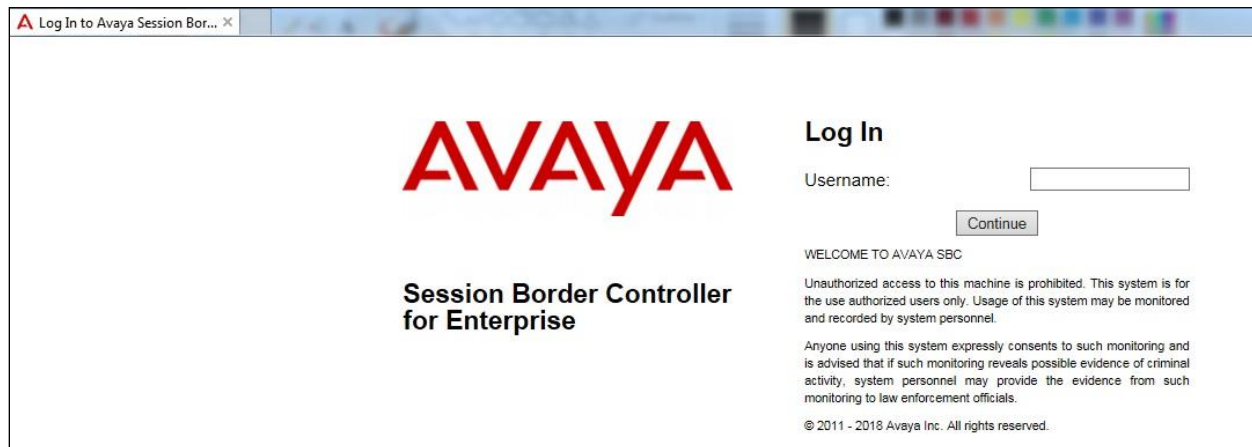 Log In to Avaya Session Bor...
AVAYA
Session Border Controller
for Enterprise
Log In
Username:
Continue
WELCOME TO AVAYA SBC
Unauthorized access to this machine is prohibited. This system is for
the use authorized users only. Usage of this system may be monitored
and recorded by system personnel.
Anyone using this system expressly consents to such monitoring and
is advised that if such monitoring reveals possible evidence of criminal
activity, system personnel may provide the evidence from such
monitoring to law enforcement officials.
© 2011 - 2018 Avaya Inc. All rights reserved.